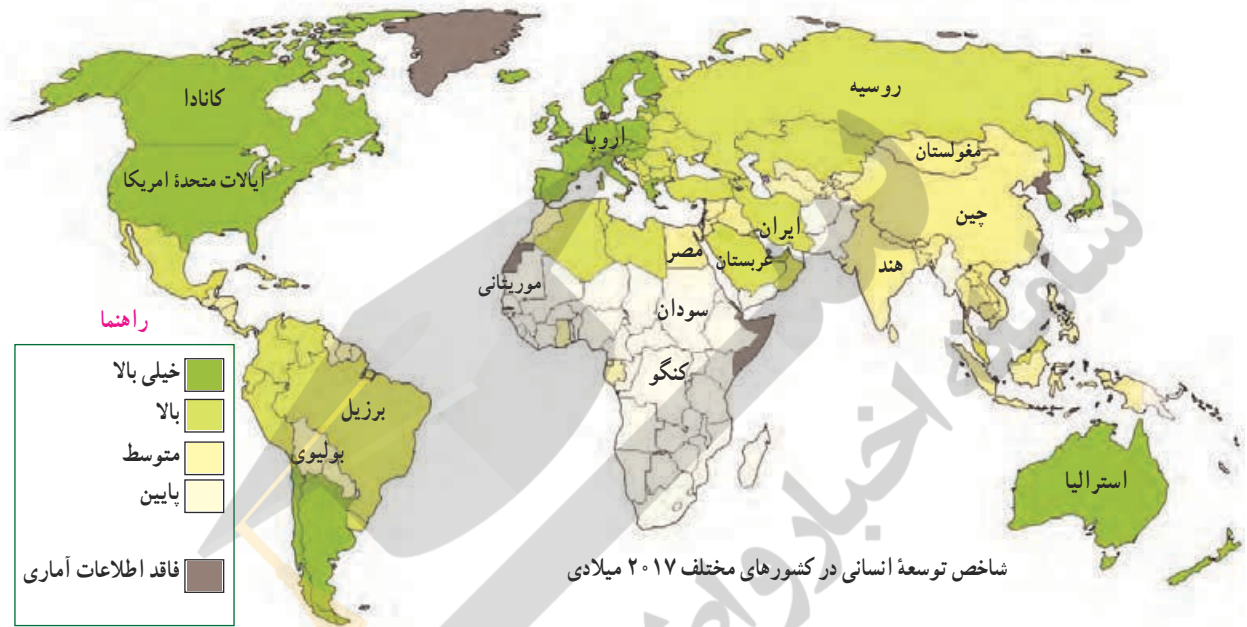 کانادا
ایالات متحدهٔ امریکا
اروپا
روسیه
مغولستان
چین
ایران
هند
عربستان
مصر
موریتانی
سودان
کنگو
برزیل
بولیوی
استرالیا
راهنما
خیلی بالا
بالا
متوسط
پایین
فاقد اطلاعات آماری
شاخص توسعهٔ انسانی در کشورهای مختلف ۲۰۱۷ میلادی
اخبار